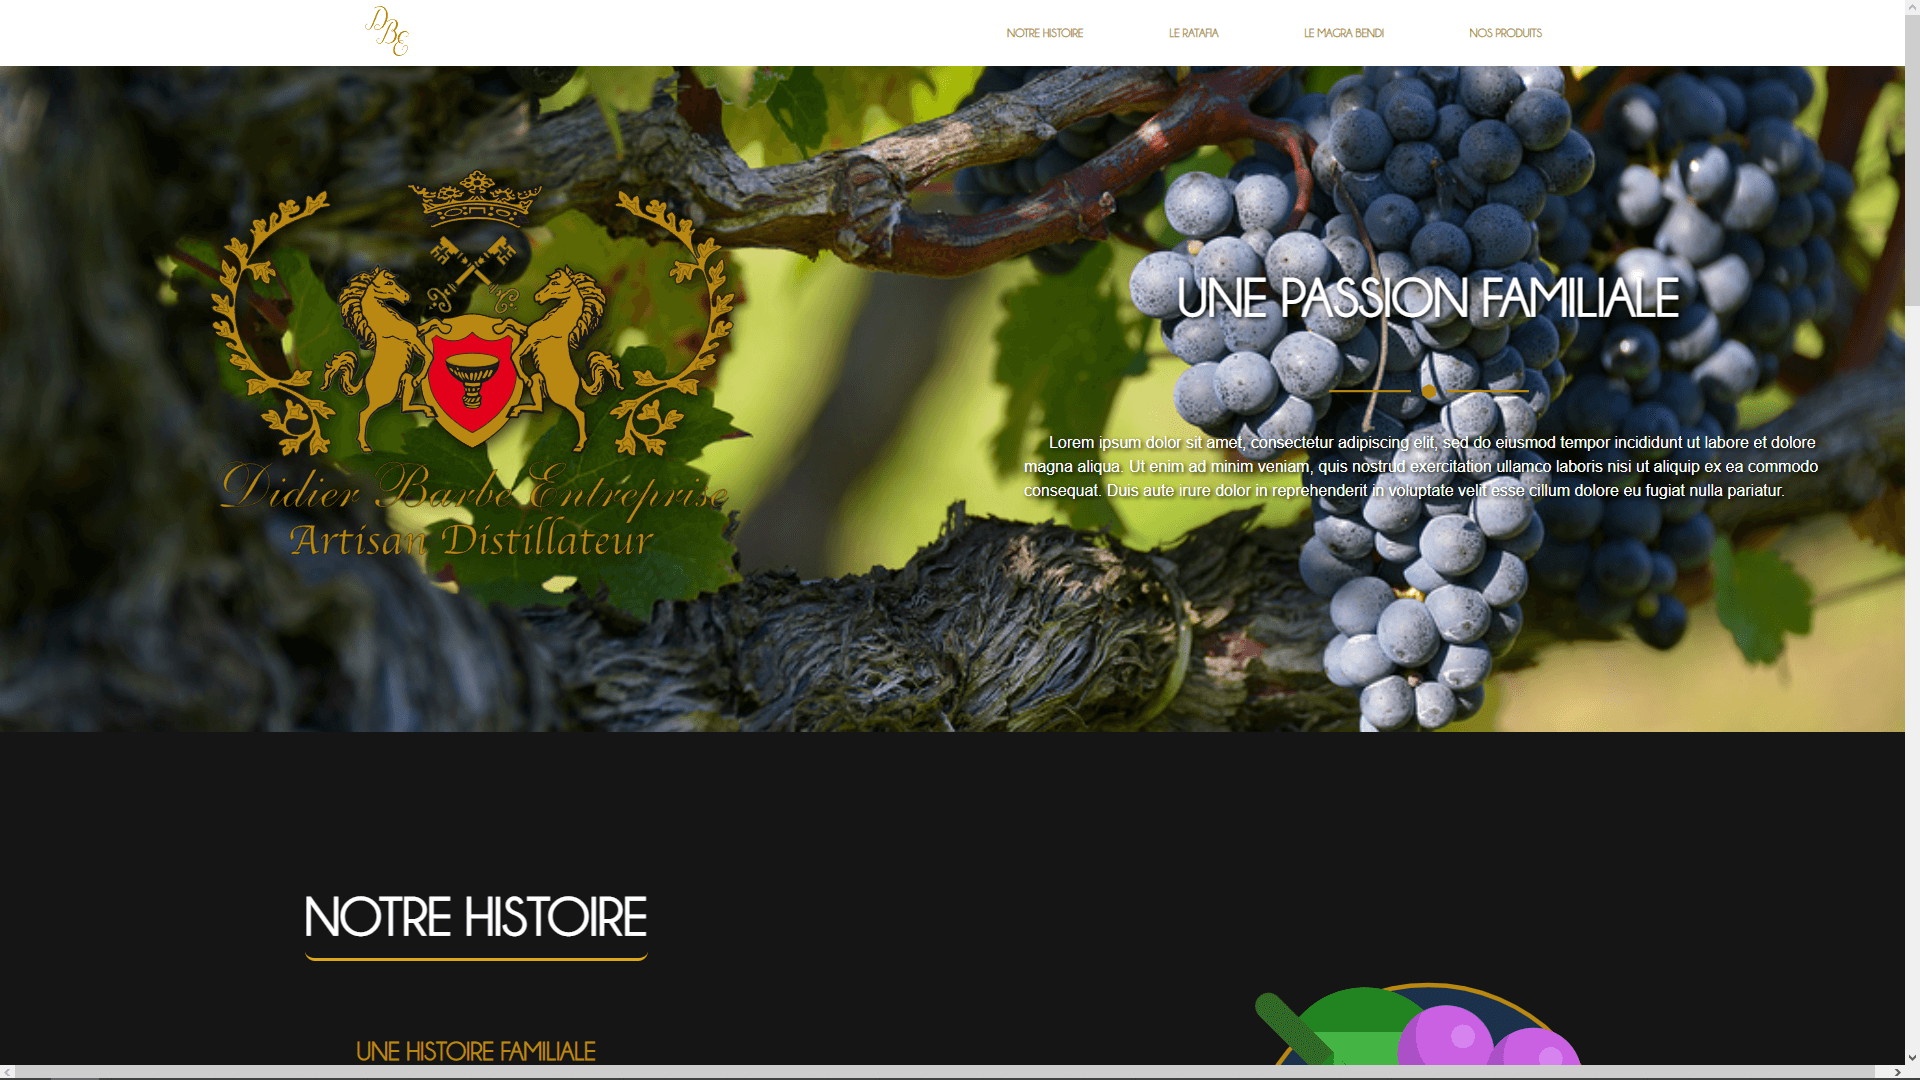 DBE
NOTRE HISTOIRE
LE RATAFIA
LE MAGRA BENDI
NOS PRODUITS
Didier Barbe Entreprise
Artisan Distillateur
UNE PASSION FAMILIALE
Lorem ipsum dolor sit amet, consectetur adipiscing elit, sed do eiusmod tempor incididunt ut labore et dolore
magna aliqua. Ut enim ad minim veniam, quis nostrud exercitation ullamco laboris nisi ut aliquip ex ea commodo
consequat. Duis aute irure dolor in reprehenderit in voluptate velit esse cillum dolore eu fugiat nulla pariatur.
NOTRE HISTOIRE
UNE HISTOIRE FAMILIALE